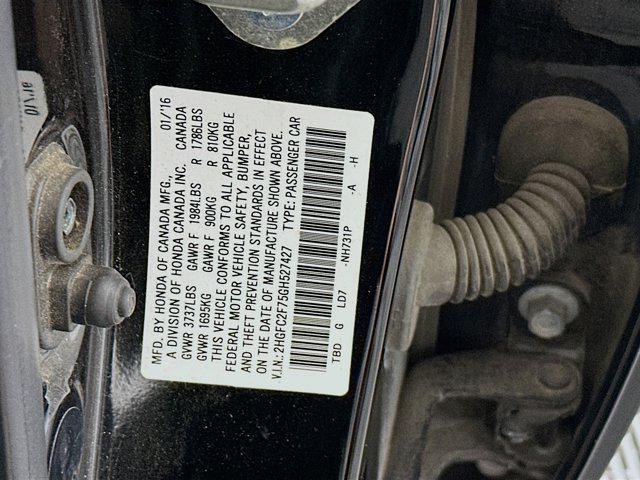 MFD. BY HONDA OF CANADA MFG., 01/'16
A DIVISION OF HONDA CANADA INC. CANADA
GVWR 3737LBS GAWR F 1984LBS R 1786LBS
GVWR 1695KG GAWR F 900KG R 810KG
THIS VEHICLE CONFORMS TO ALL APPLICABLE
FEDERAL MOTOR VEHICLE SAFETY, BUMPER,
AND THEFT PREVENTION STANDARDS IN EFFECT
ON THE DATE OF MANUFACTURE SHOWN ABOVE.
V.I.N.:2HGFC2F75GH527427 TYPE:PASSENGER CAR
TBD G LD7 -NH731P -A -H